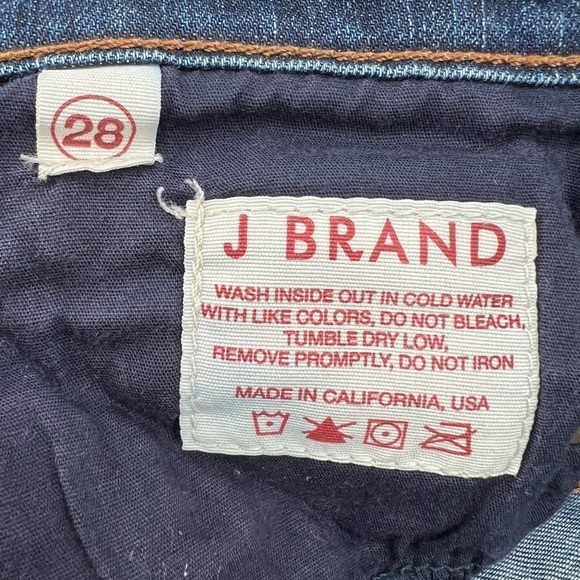 28
J BRAND
WASH INSIDE OUT IN COLD WATER
WITH LIKE COLORS, DO NOT BLEACH,
TUMBLE DRY LOW,
REMOVE PROMPTLY, DO NOT IRON
MADE IN CALIFORNIA, USA